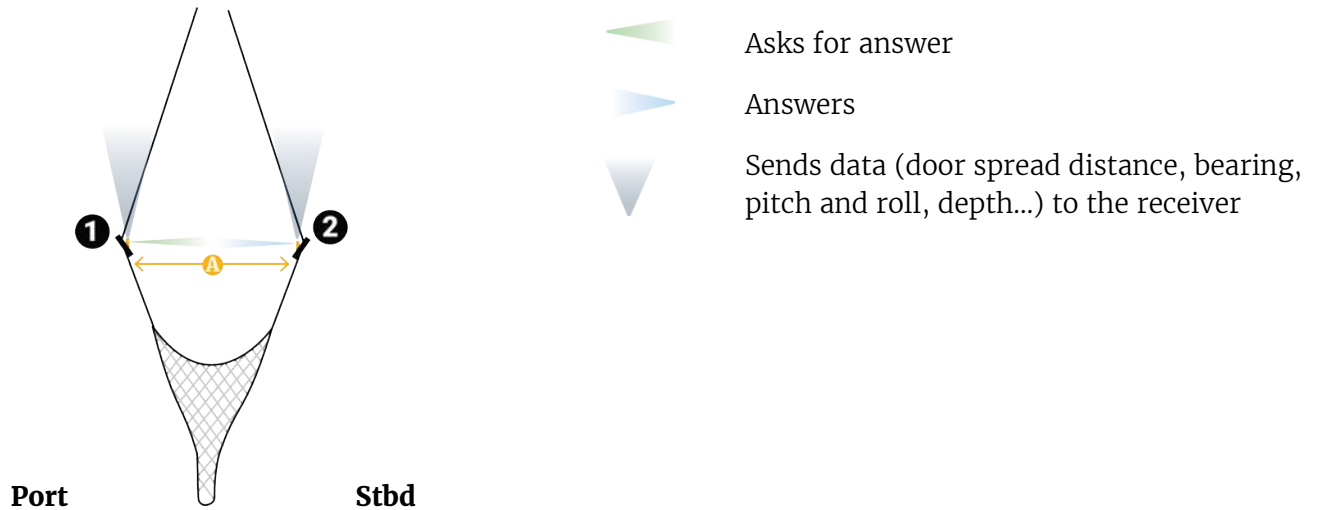 Asks for answer
Answers
Sends data (door spread distance, bearing,
pitch and roll, depth...) to the receiver
1
2
A
Port
Stbd